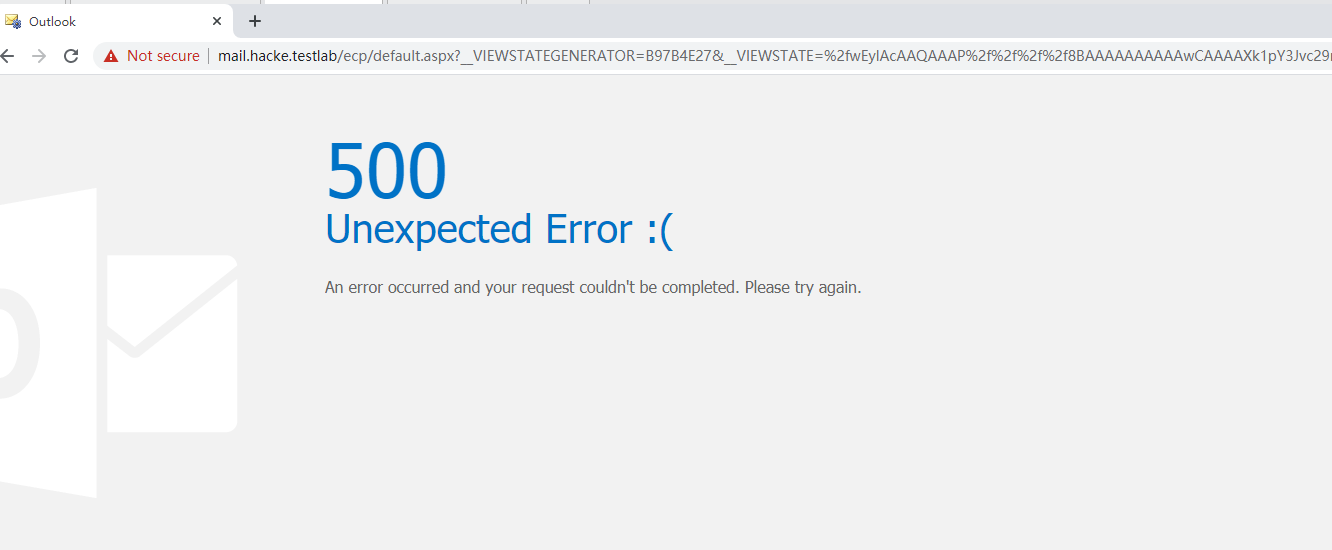 Outlook
Not secure
mail.hacke.testlab/ecp/default.aspx?__VIEWSTATEGENERATOR=B97B4E27&__VIEWSTATE=%2fwEylAcAAQAAAP%2f%2f%2f%2f8BAAAAAAAAAAwCAAAAXk1pY3Jvc29m
500
Unexpected Error :(
An error occurred and your request couldn't be completed. Please try again.